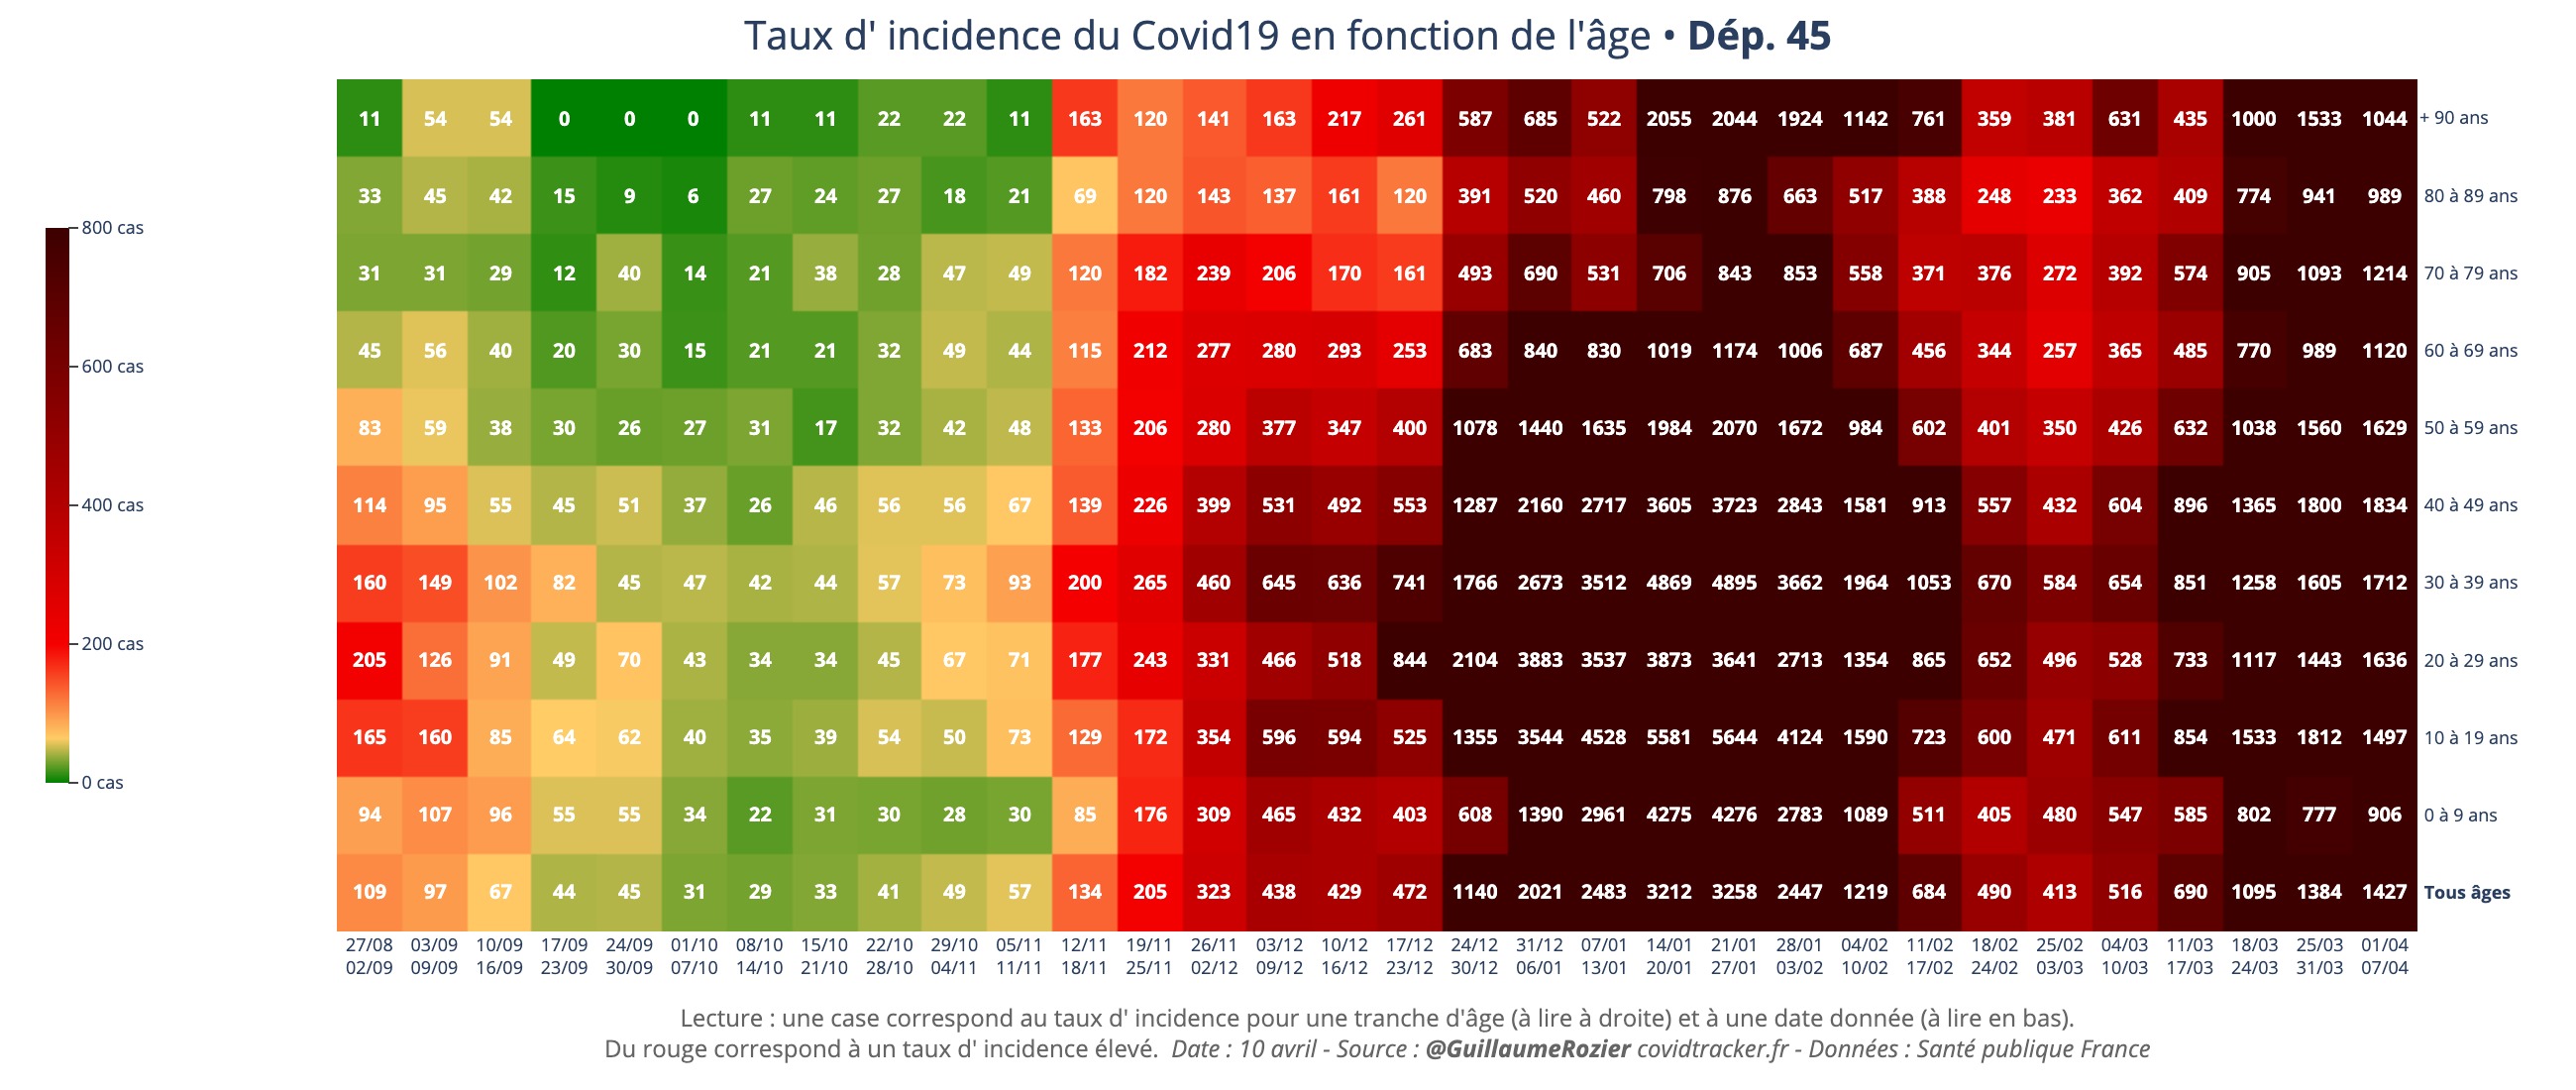 Taux d' incidence du Covid19 en fonction de l'âge • Dép. 45
800 cas
600 cas
400 cas
200 cas
0 cas
11 54 54 0 0 0 11 11 22 22 11 163 120 141 163 217 261 587 685 522 2055 2044 1924 1142 761 359 381 631 435 1000 1533 1044 + 90 ans
33 45 42 15 9 6 27 24 27 18 21 69 120 143 137 161 120 391 520 460 798 876 663 517 388 248 233 362 409 774 941 989 80 à 89 ans
31 31 29 12 40 14 21 38 28 47 49 120 182 239 206 170 161 493 690 531 706 843 853 558 371 376 272 392 574 905 1093 1214 70 à 79 ans
45 56 40 20 30 15 21 21 32 49 44 115 212 277 280 293 253 683 840 830 1019 1174 1006 687 456 344 257 365 485 770 989 1120 60 à 69 ans
83 59 38 30 26 27 31 17 32 42 48 133 206 280 377 347 400 1078 1440 1635 1984 2070 1672 984 602 401 350 426 632 1038 1560 1629 50 à 59 ans
114 95 55 45 51 37 26 46 56 56 67 139 226 399 531 492 553 1287 2160 2717 3605 3723 2843 1581 913 557 432 604 896 1365 1800 1834 40 à 49 ans
160 149 102 82 45 47 42 44 57 73 93 200 265 460 645 636 741 1766 2673 3512 4869 4895 3662 1964 1053 670 584 654 851 1258 1605 1712 30 à 39 ans
205 126 91 49 70 43 34 34 45 67 71 177 243 331 466 518 844 2104 3883 3537 3873 3641 2713 1354 865 652 496 528 733 1117 1443 1636 20 à 29 ans
165 160 85 64 62 40 35 39 54 50 73 129 172 354 596 594 525 1355 3544 4528 5581 5644 4124 1590 723 600 471 611 854 1533 1812 1497 10 à 19 ans
94 107 96 55 55 34 22 31 30 28 30 85 176 309 465 432 403 608 1390 2961 4275 4276 2783 1089 511 405 480 547 585 802 777 906 0 à 9 ans
109 97 67 44 45 31 29 33 41 49 57 134 205 323 438 429 472 1140 2021 2483 3212 3258 2447 1219 684 490 413 516 690 1095 1384 1427 Tous âges
27/08 03/09 10/09 17/09 24/09 01/10 08/10 15/10 22/10 29/10 05/11 12/11 19/11 26/11 03/12 10/12 17/12 24/12 31/12 07/01 14/01 21/01 28/01 04/02 11/02 18/02 25/02 04/03 11/03 18/03 25/03 01/04
02/09 09/09 16/09 23/09 30/09 07/10 14/10 21/10 28/10 04/11 11/11 18/11 25/11 02/12 09/12 16/12 23/12 30/12 06/01 13/01 20/01 27/01 03/02 10/02 17/02 24/02 03/03 10/03 17/03 24/03 31/03 07/04
Lecture : une case correspond au taux d' incidence pour une tranche d'âge (à lire à droite) et à une date donnée (à lire en bas).
Du rouge correspond à un taux d' incidence élevé. Date : 10 avril - Source : @GuillaumeRozier covidtracker.fr - Données : Santé publique France